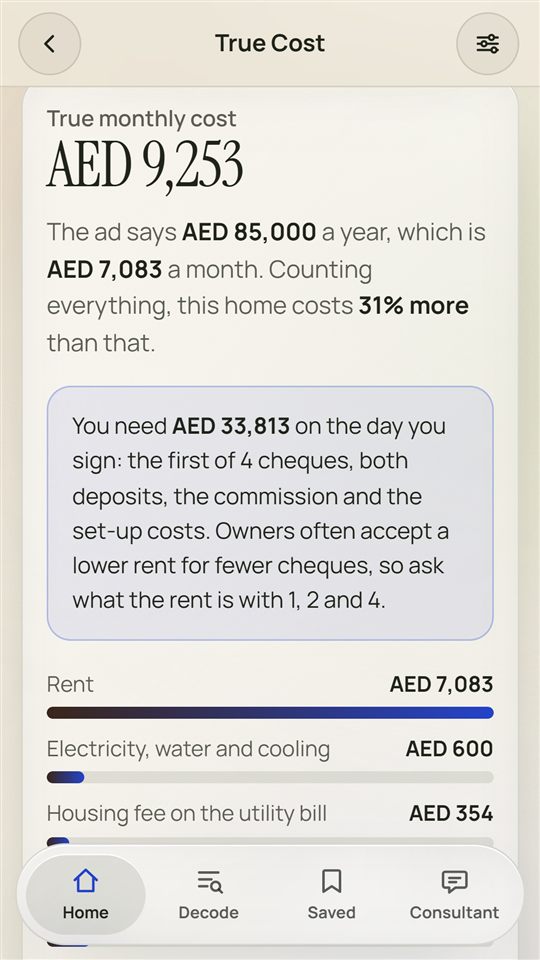 True Cost
True monthly cost
AED 9,253
The ad says AED 85,000 a year, which is
AED 7,083 a month. Counting
everything, this home costs 31% more
than that.
You need AED 33,813 on the day you
sign: the first of 4 cheques, both
deposits, the commission and the
set-up costs. Owners often accept a
lower rent for fewer cheques, so ask
what the rent is with 1, 2 and 4.
Rent AED 7,083
Electricity, water and cooling AED 600
Housing fee on the utility bill AED 354
Home Decode Saved Consultant